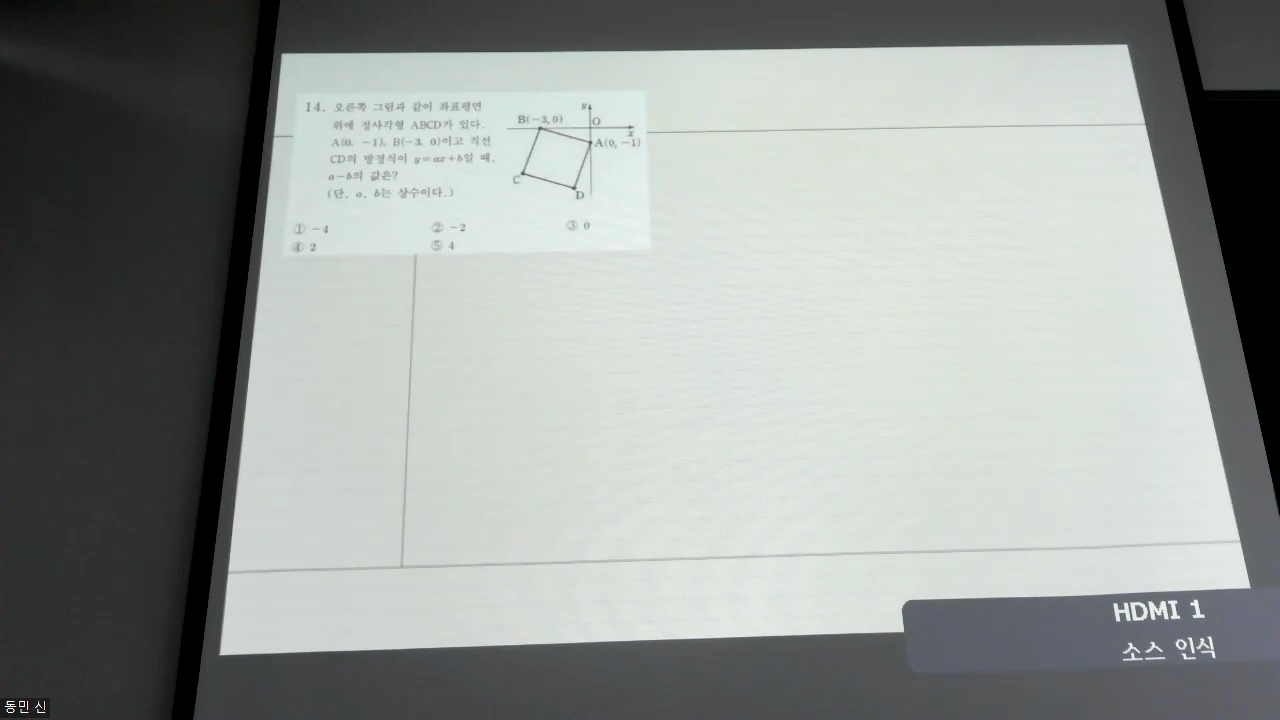 14. 오른쪽 그림과 같이 좌표평면
위에 정사각형 ABCD가 있다.
A(0, -1), B(-3, 0)이고 직선
CD의 방정식이 y=ax+b일 때,
a-b의 값은?
(단, a, b는 상수이다.)
y
B(-3, 0)
O
x
A(0, -1)
C
D
① -4
② -2
③ 0
④ 2
⑤ 4
HDMI 1
소스 인식
동민 신